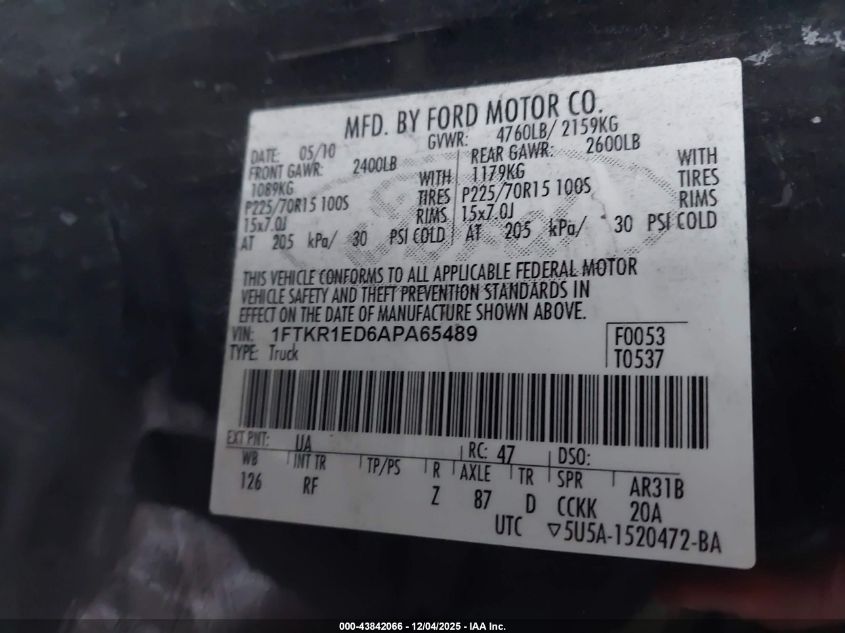 MFD. BY FORD MOTOR CO.
DATE: 05/10 GVWR: 4760LB/ 2159KG
FRONT GAWR: 2400LB REAR GAWR: 2600LB
1089KG WITH 1179KG WITH
P225/70R15 100S TIRES P225/70R15 100S TIRES
15x7.0J RIMS 15x7.0J RIMS
AT 205 kPa/ 30 PSI COLD AT 205 kPa/ 30 PSI COLD
THIS VEHICLE CONFORMS TO ALL APPLICABLE FEDERAL MOTOR
VEHICLE SAFETY AND THEFT PREVENTION STANDARDS IN
EFFECT ON THE DATE OF MANUFACTURE SHOWN ABOVE.
VIN: 1FTKR1ED6APA65489 F0053
TYPE: Truck T0537
EXT PNT: UA RC: 47 DSO:
WB INT TR TP/PS R AXLE TR SPR AR31B
126 RF Z 87 D CCKK 20A
UTC ▽5U5A-1520472-BA
000-43842066 - 12/04/2025 - IAA Inc.